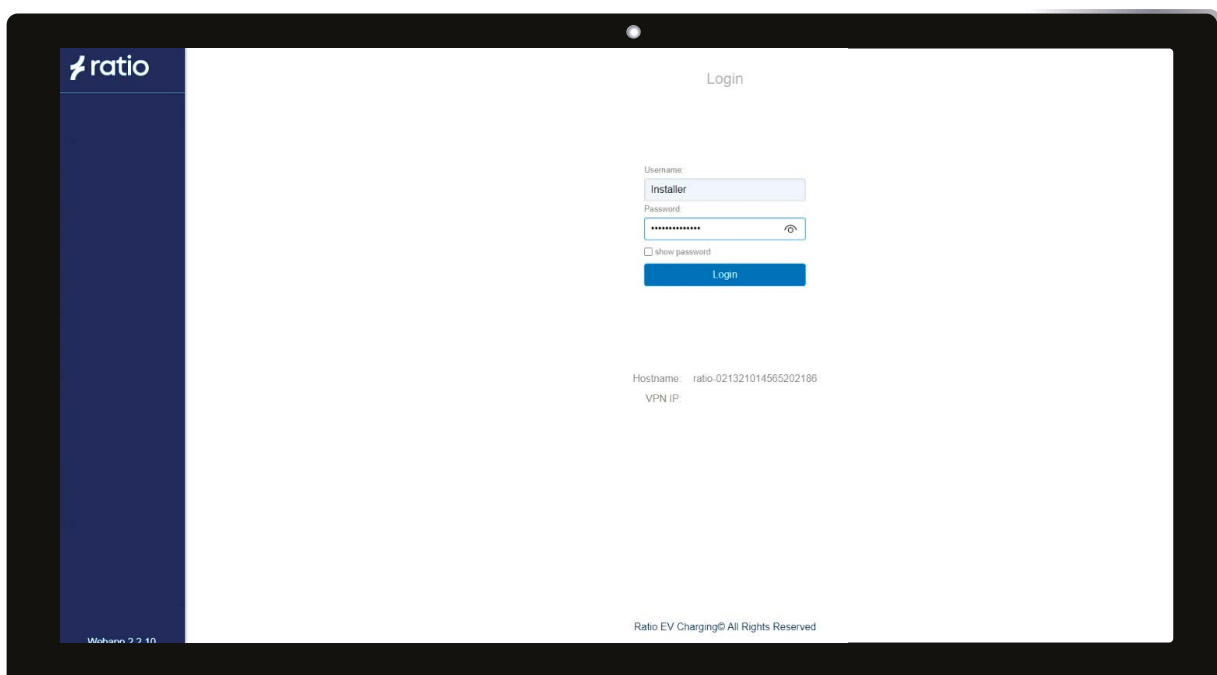 ratio
Login
Username:
Installer
Password:
••••••••••••••
show password
Login
Hostname: ratio-021321014565202186
VPN IP:
Ratio EV Charging© All Rights Reserved
Webapp 2.2.10